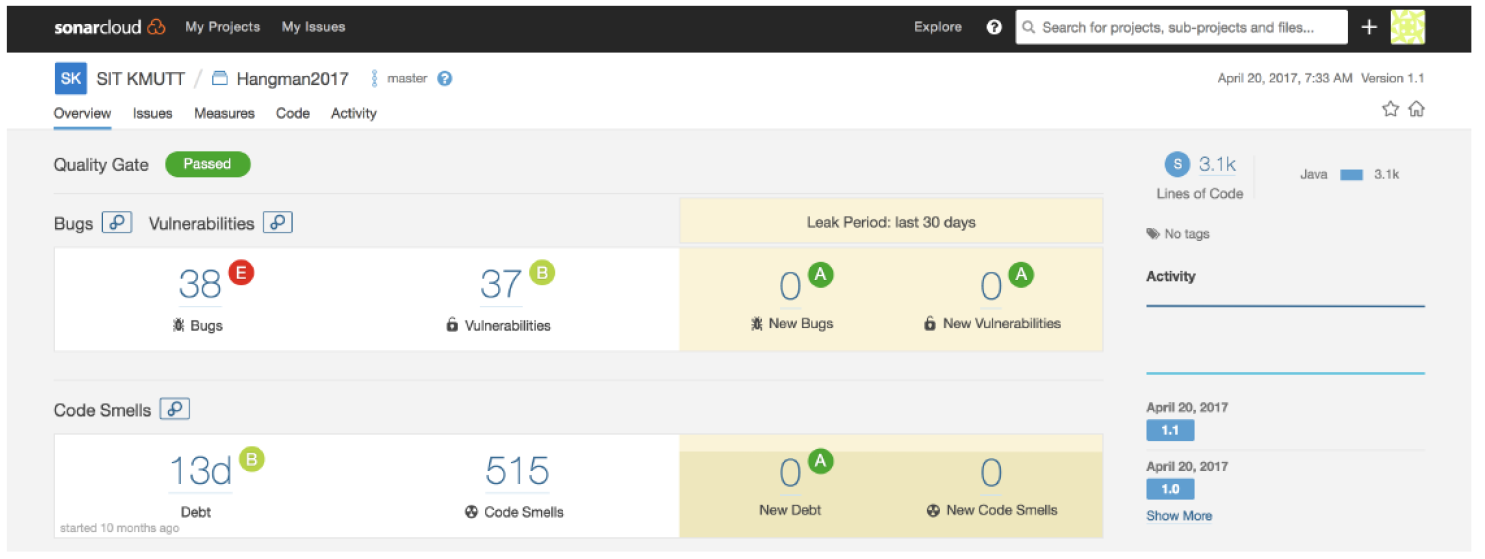 sonarcloud My Projects My Issues Explore ? Search for projects, sub-projects and files... +
SK SIT KMUTT / Hangman2017 master ? April 20, 2017, 7:33 AM Version 1.1
Overview Issues Measures Code Activity
Quality Gate Passed
Bugs Vulnerabilities
Leak Period: last 30 days
38 E 37 B 0 A 0 A
Bugs Vulnerabilities New Bugs New Vulnerabilities
Code Smells
13d B 515 0 A 0
Debt Code Smells New Debt New Code Smells
started 10 months ago
S 3.1k Java 3.1k
Lines of Code
No tags
Activity
April 20, 2017
1.1
April 20, 2017
1.0
Show More